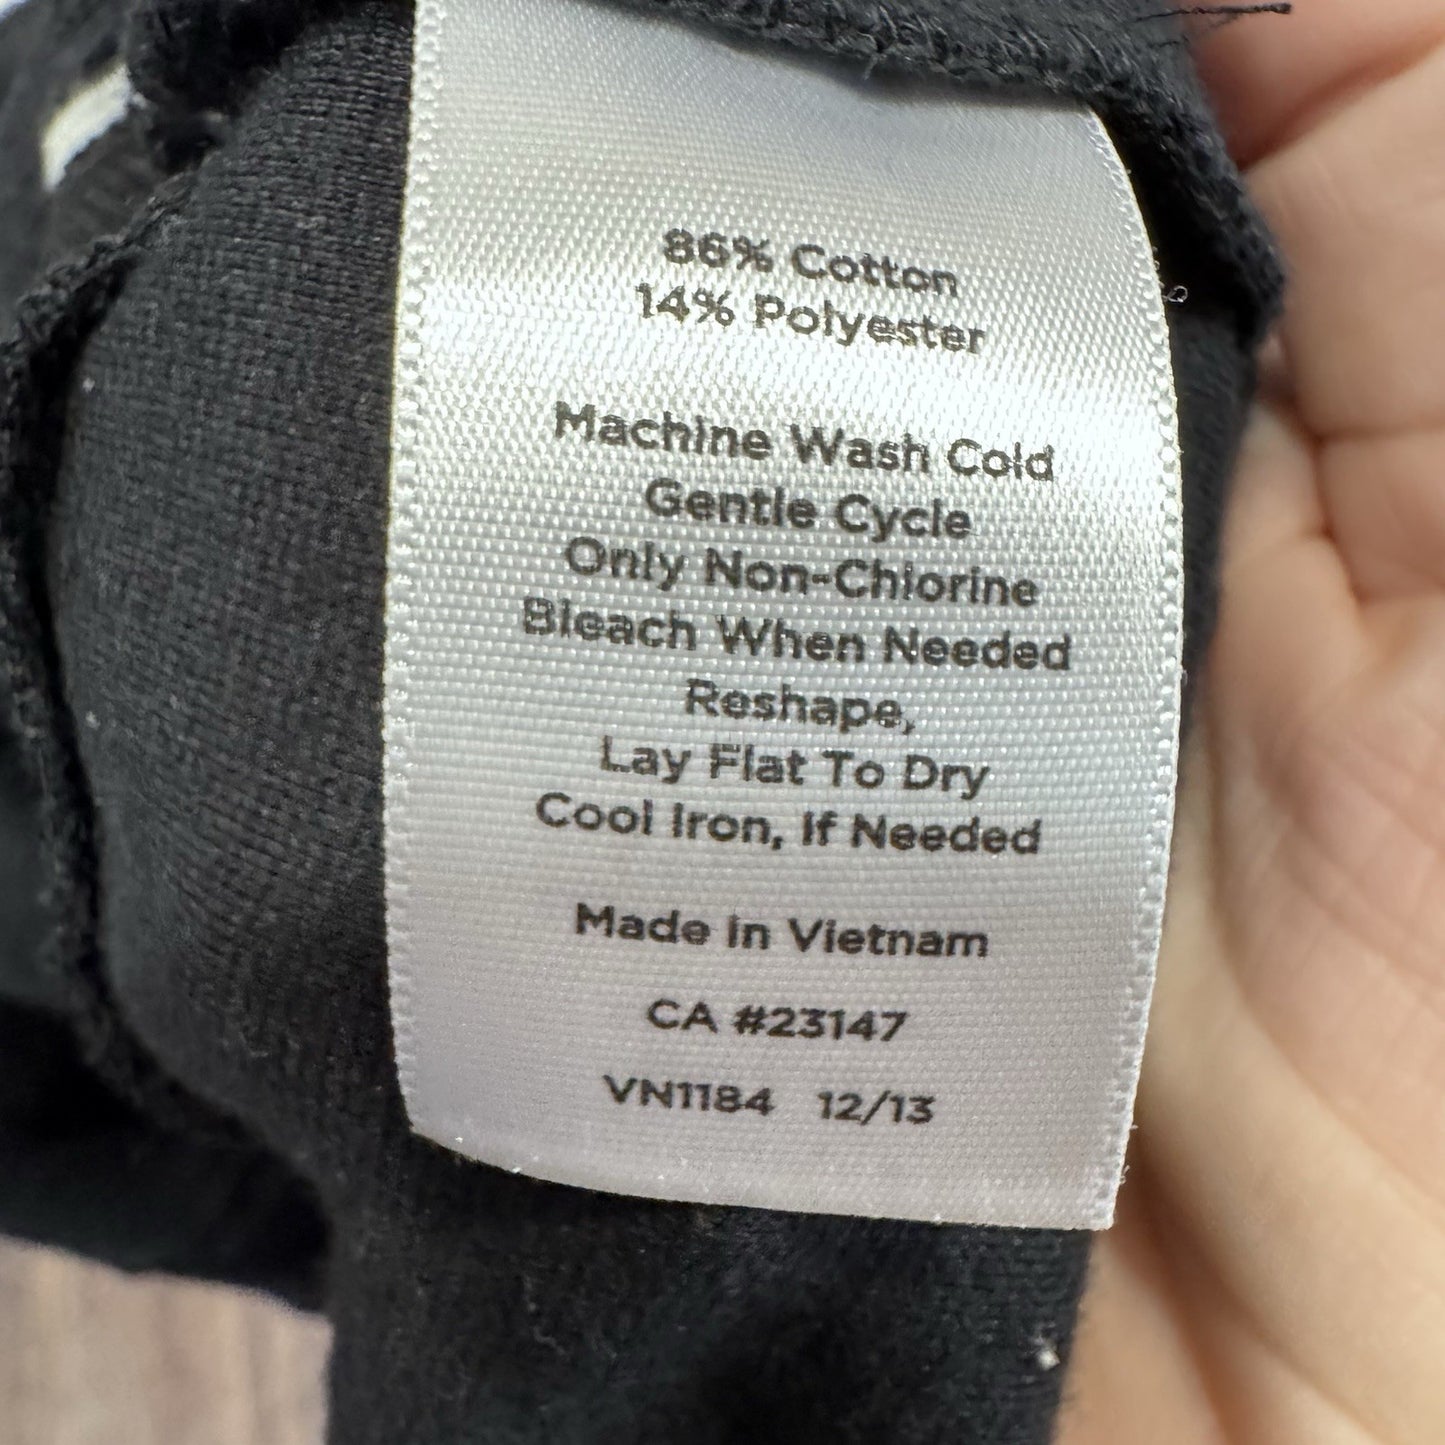 86% Cotton
14% Polyester
Machine Wash Cold
Gentle Cycle
Only Non-Chlorine
Bleach When Needed
Reshape,
Lay Flat To Dry
Cool Iron, If Needed
Made in Vietnam
CA #23147
VN1184 12/13